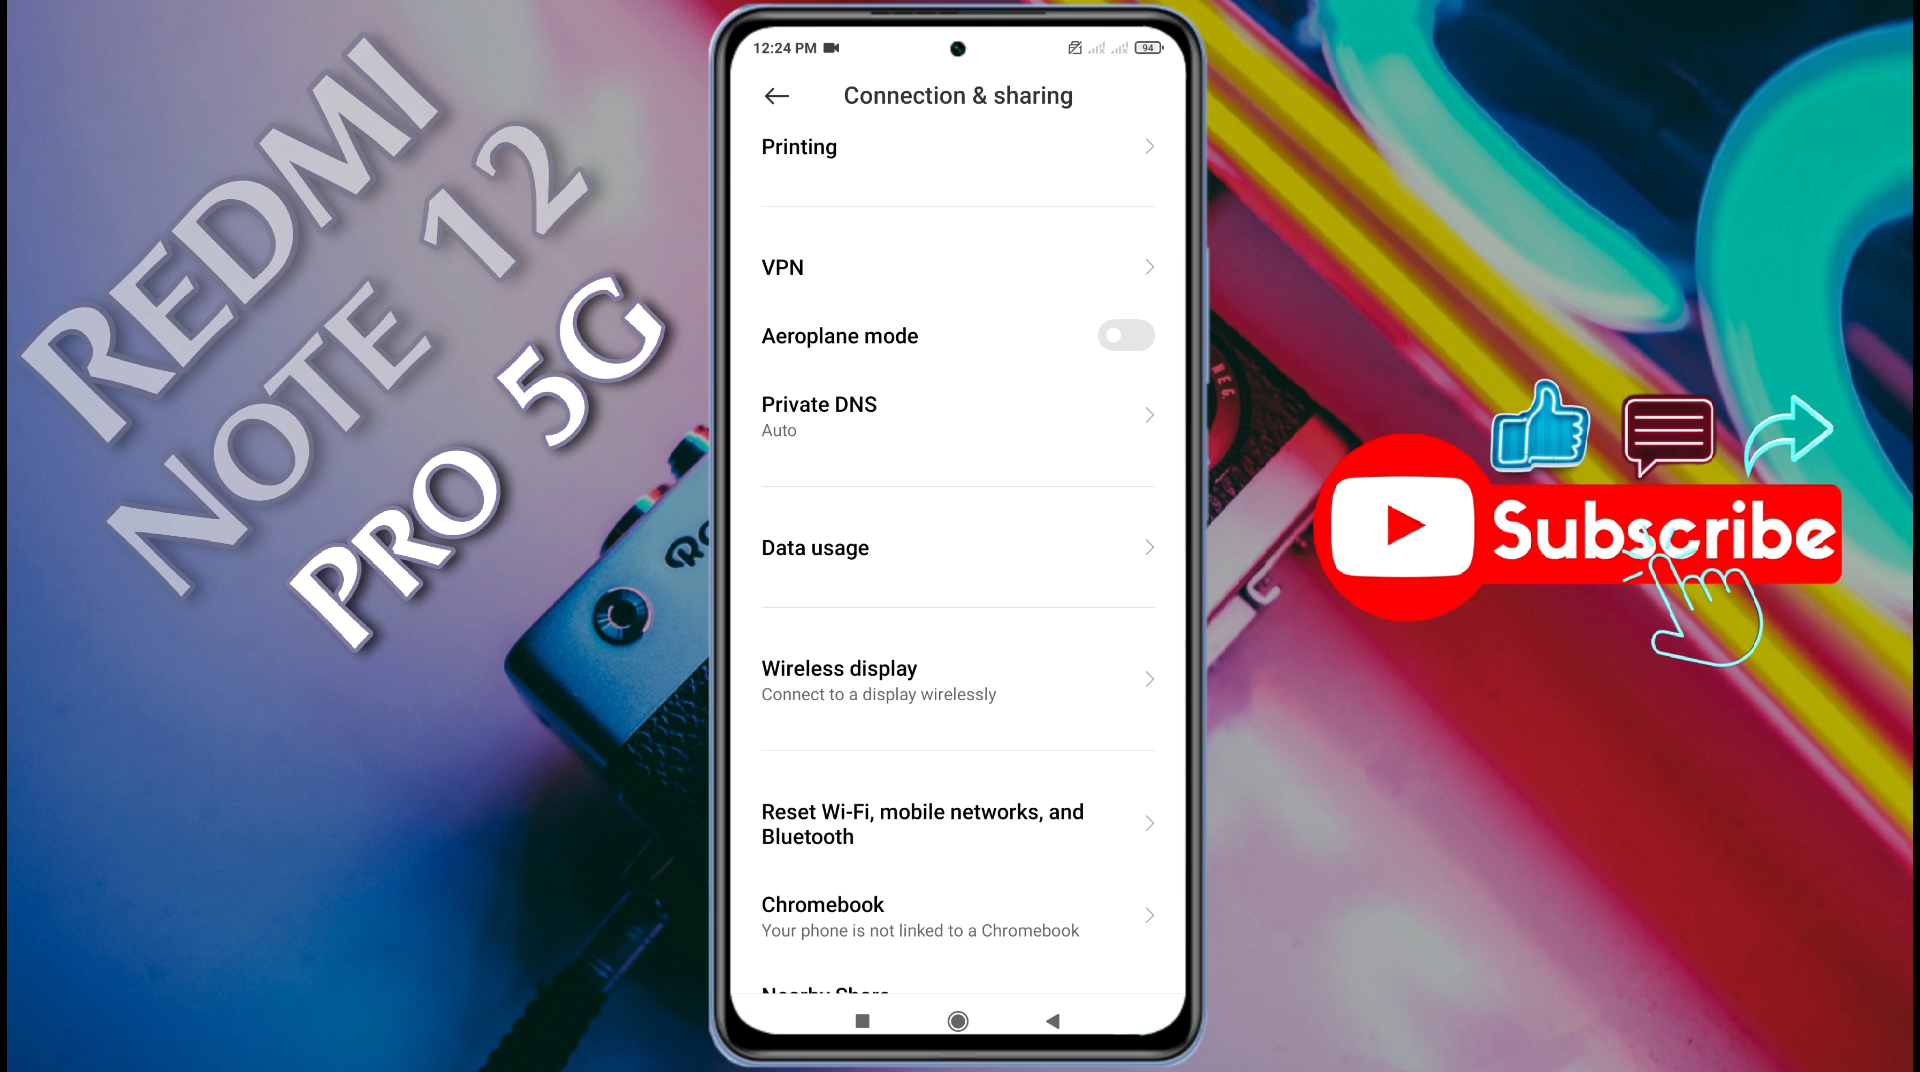 REDMI
NOTE 12
PRO 5G
12:24 PM
94
Connection & sharing
Printing
VPN
Aeroplane mode
Private DNS
Auto
Data usage
Wireless display
Connect to a display wirelessly
Reset Wi-Fi, mobile networks, and
Bluetooth
Chromebook
Your phone is not linked to a Chromebook
Nearby Share
Subscribe